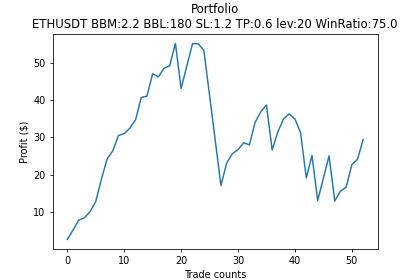 Portfolio
ETHUSDT BBM:2.2 BBL:180 SL:1.2 TP:0.6 lev:20 WinRatio:75.0
50
40
30
20
10
Profit ($)
0 10 20 30 40 50
Trade counts